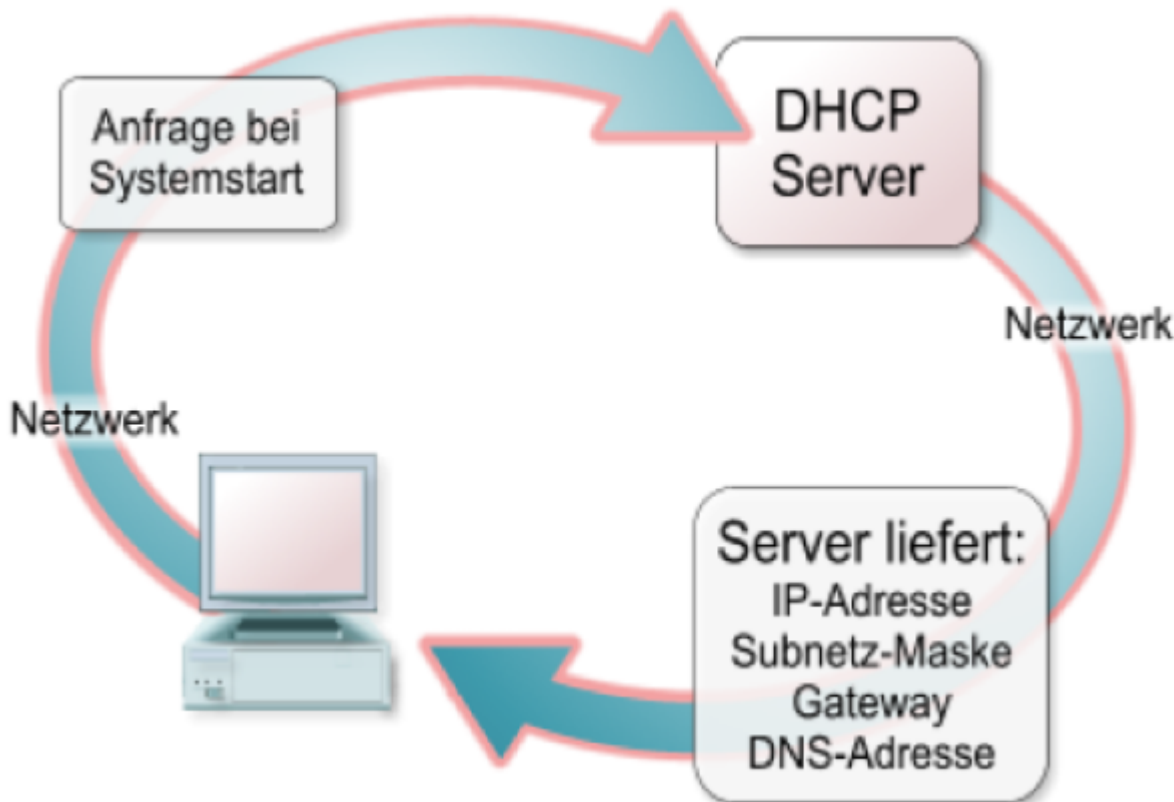 Anfrage bei
Systemstart
DHCP
Server
Netzwerk
Netzwerk
Server liefert:
IP-Adresse
Subnetz-Maske
Gateway
DNS-Adresse